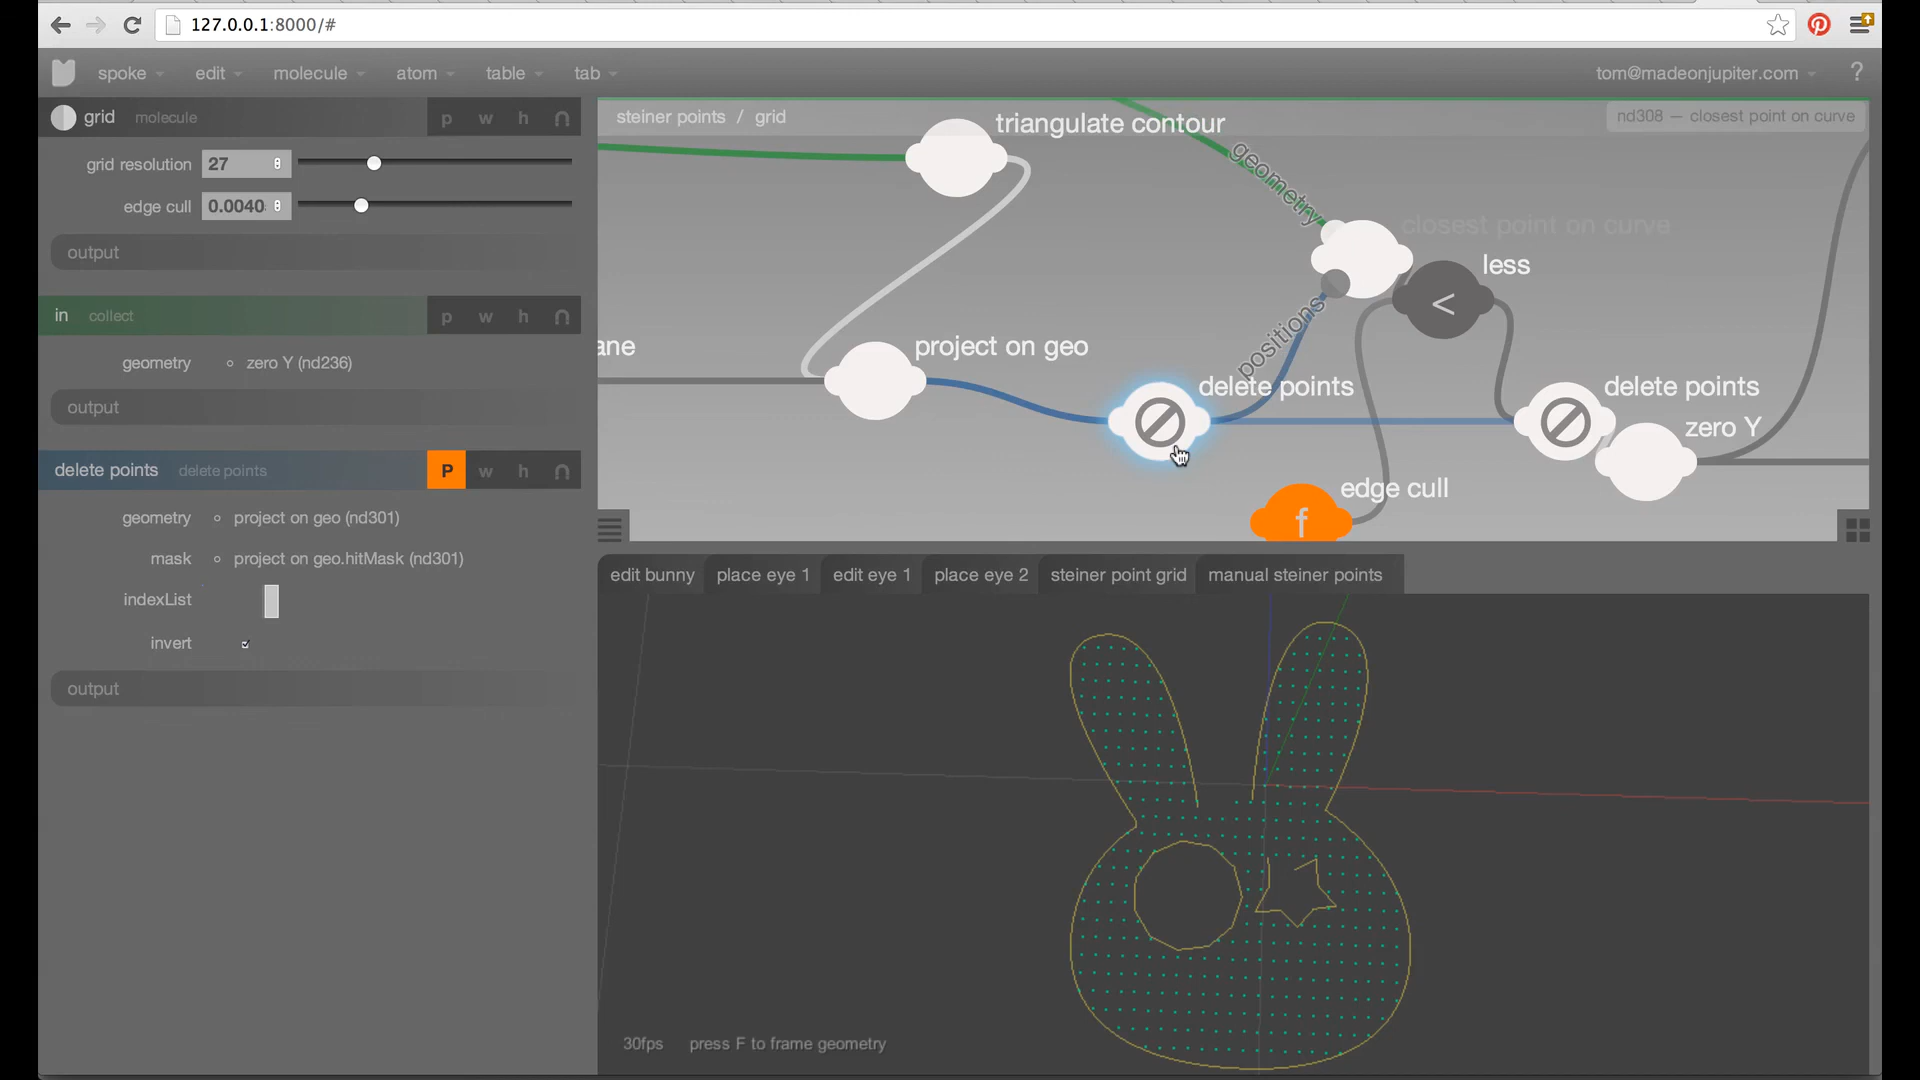 127.0.0.1:8000/#
spoke edit molecule atom table tab tom@madeonjupiter.com ?
grid molecule p w h
grid resolution 27
edge cull 0.0040
output
in collect p w h
geometry zero Y (nd236)
output
delete points delete points P w h
geometry project on geo (nd301)
mask project on geo.hitMask (nd301)
indexList
invert
output
steiner points / grid
nd308 — closest point on curve
triangulate contour
geometry
closest point on curve
less
<
positions
ane
project on geo
delete points
delete points
zero Y
edge cull
f
edit bunny place eye 1 edit eye 1 place eye 2 steiner point grid manual steiner points
30fps press F to frame geometry